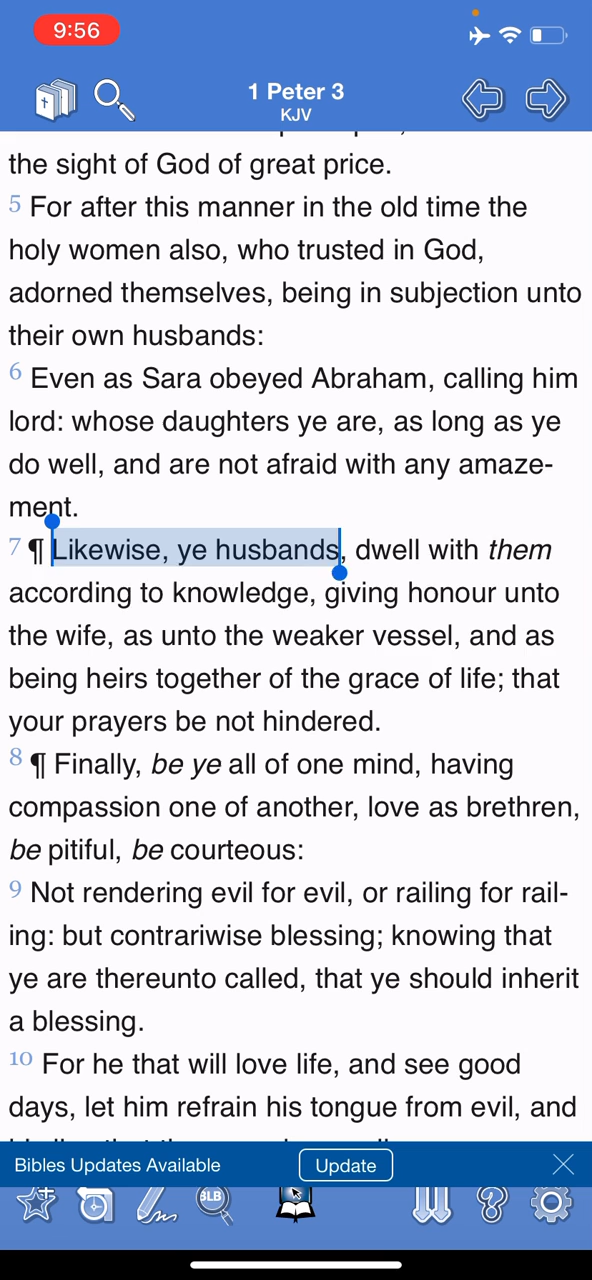 9:56
1 Peter 3
KJV
the sight of God of great price.
5 For after this manner in the old time the
holy women also, who trusted in God,
adorned themselves, being in subjection unto
their own husbands:
6 Even as Sara obeyed Abraham, calling him
lord: whose daughters ye are, as long as ye
do well, and are not afraid with any amaze-
ment.
7 ¶ Likewise, ye husbands, dwell with them
according to knowledge, giving honour unto
the wife, as unto the weaker vessel, and as
being heirs together of the grace of life; that
your prayers be not hindered.
8 ¶ Finally, be ye all of one mind, having
compassion one of another, love as brethren,
be pitiful, be courteous:
9 Not rendering evil for evil, or railing for rail-
ing: but contrariwise blessing; knowing that
ye are thereunto called, that ye should inherit
a blessing.
10 For he that will love life, and see good
days, let him refrain his tongue from evil, and
Bibles Updates Available
Update
BLB